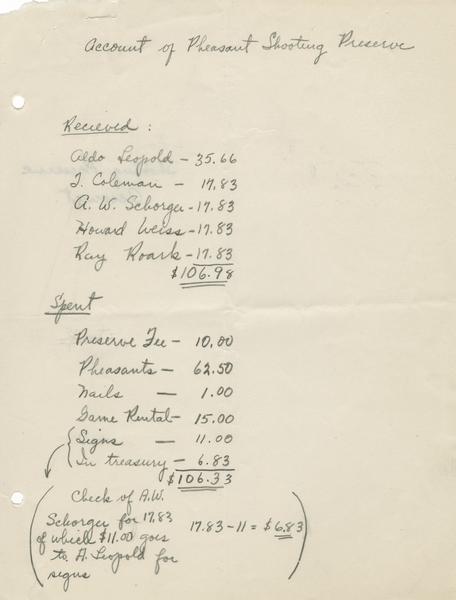 Account of Pheasant Shooting Preserve
Recieved :
Aldo Leopold - 35.66
T. Coleman - 17.83
A. W. Schorger - 17.83
Howard Weiss - 17.83
Ray Roark - 17.83
$106.98
Spent
Preserve Fee - 10.00
Pheasants - 62.50
Nails - 1.00
Game Rental - 15.00
Signs - 11.00
In treasury - 6.83
$106.33
Check of A.W.
Schorger for 17.83
of which $11.00 goes
to A. Leopold for
signs
17.83 - 11 = $6.83